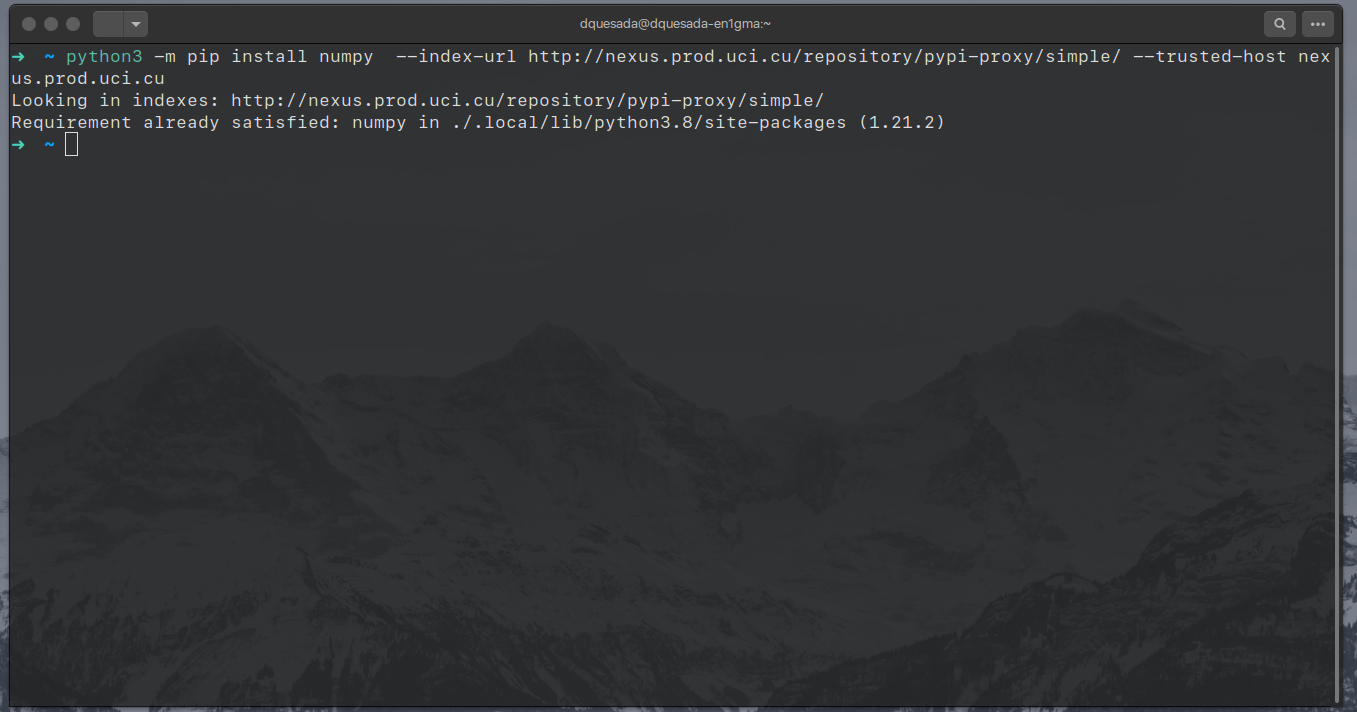 dquesada@dquesada-en1gma:~
➜  ~ python3 -m pip install numpy  --index-url http://nexus.prod.uci.cu/repository/pypi-proxy/simple/ --trusted-host nex
us.prod.uci.cu
Looking in indexes: http://nexus.prod.uci.cu/repository/pypi-proxy/simple/
Requirement already satisfied: numpy in ./.local/lib/python3.8/site-packages (1.21.2)
➜  ~